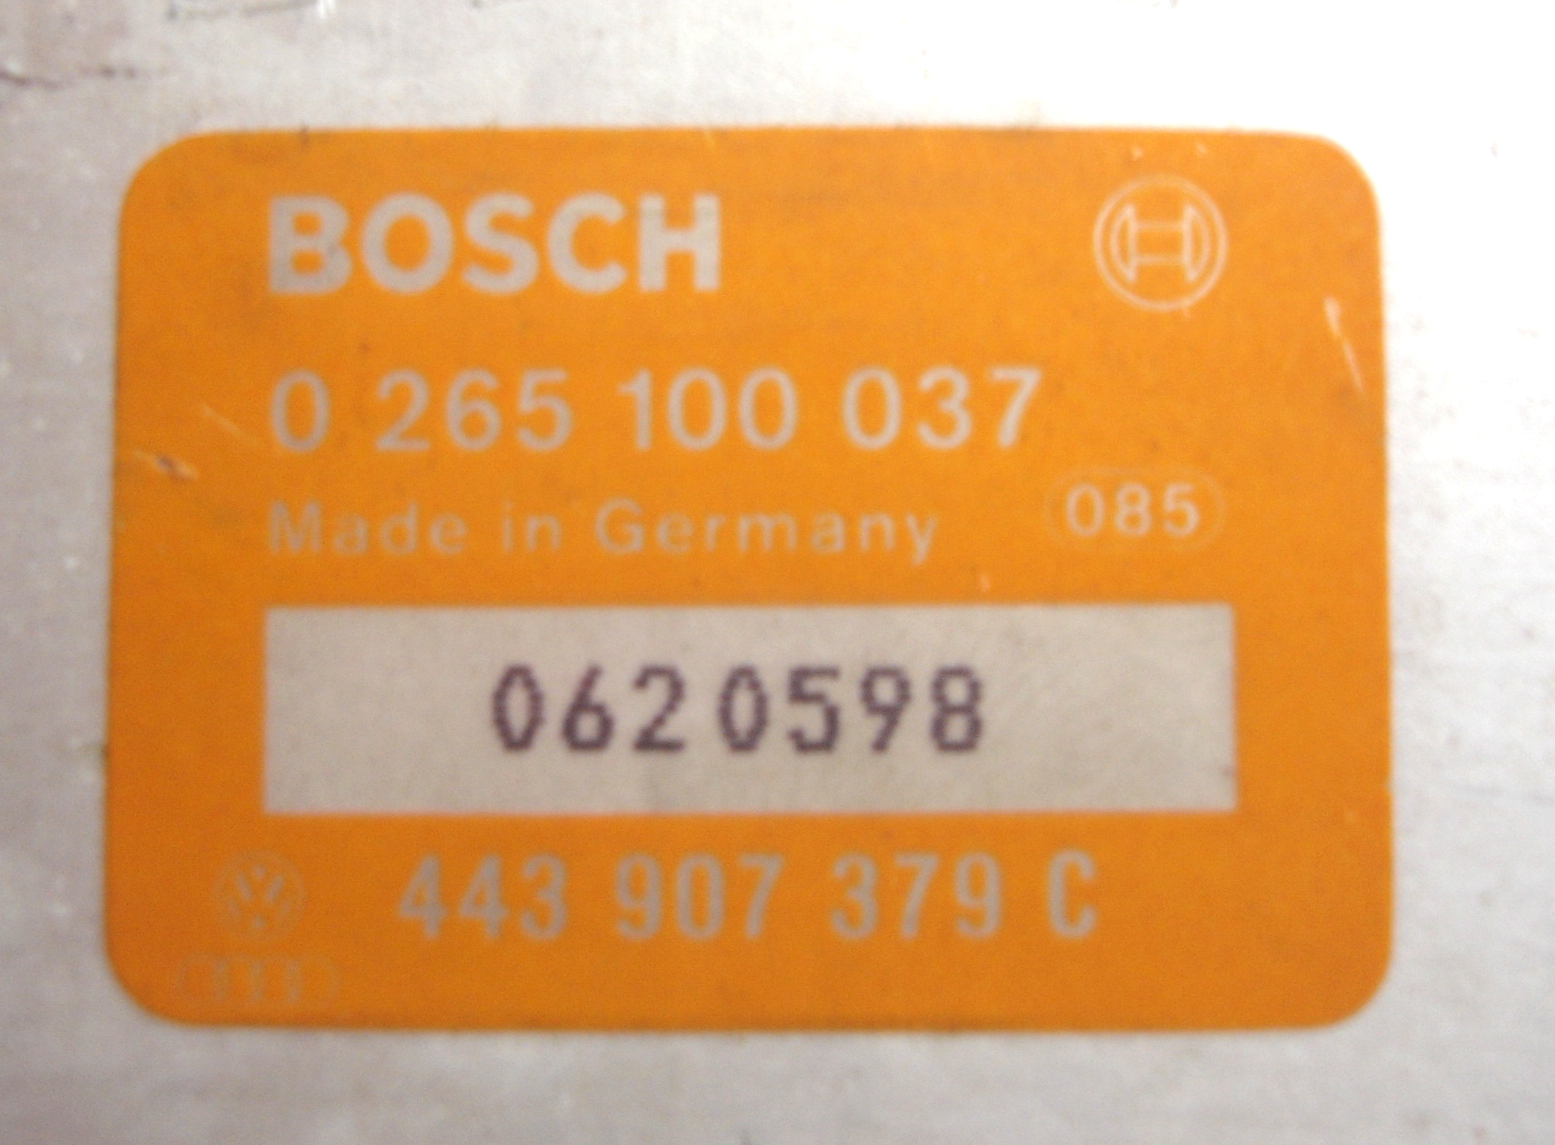 BOSCH
0 265 100 037
Made in Germany 085
0620598
443 907 379 C